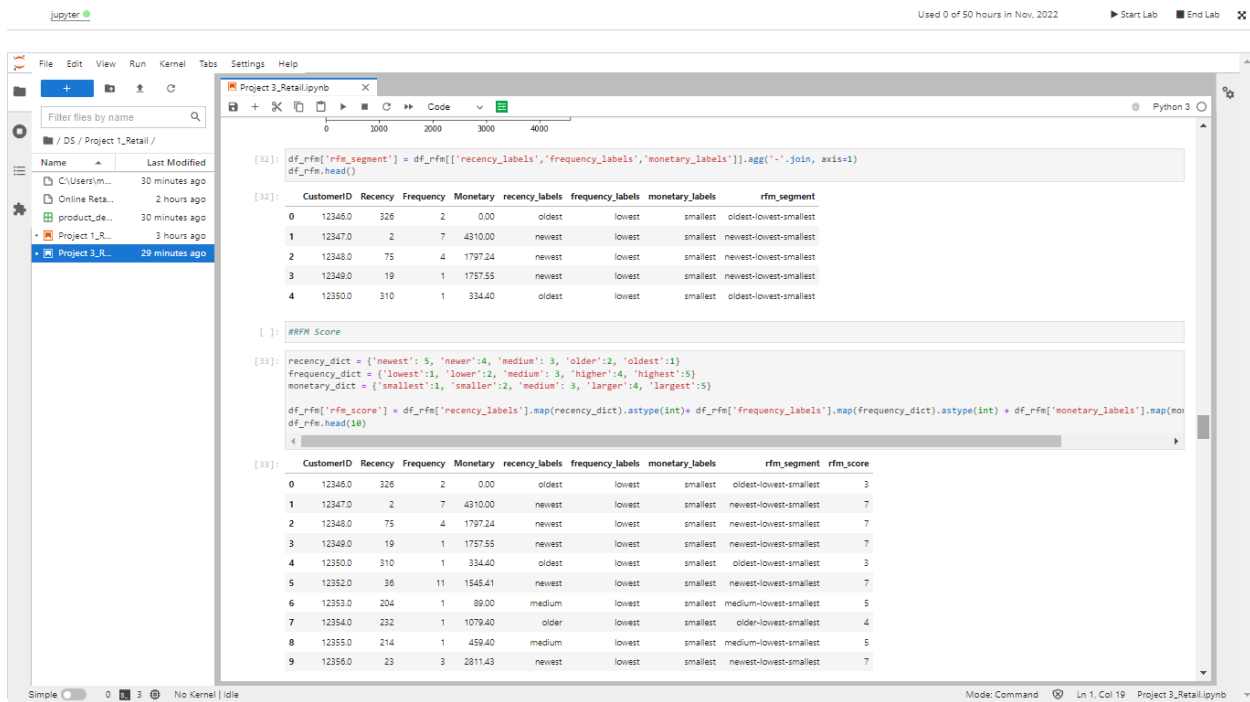 jupyter
Used 0 of 50 hours in Nov, 2022
Start Lab
End Lab
File Edit View Run Kernel Tabs Settings Help
Project 3_Retail.ipynb
Code
Python 3
Filter files by name
/ DS / Project 1_Retail /
Name Last Modified
C:\Users\m... 30 minutes ago
Online Reta... 2 hours ago
product_de... 30 minutes ago
Project 1_R... 3 hours ago
Project 3_R... 29 minutes ago
0 1000 2000 3000 4000
[32]: df_rfm['rfm_segment'] = df_rfm[['recency_labels','frequency_labels','monetary_labels']].agg('-'.join, axis=1)
df_rfm.head()
[32]: CustomerID Recency Frequency Monetary recency_labels frequency_labels monetary_labels rfm_segment
0 12346.0 326 2 0.00 oldest lowest smallest oldest-lowest-smallest
1 12347.0 2 7 4310.00 newest lowest smallest newest-lowest-smallest
2 12348.0 75 4 1797.24 newest lowest smallest newest-lowest-smallest
3 12349.0 19 1 1757.55 newest lowest smallest newest-lowest-smallest
4 12350.0 310 1 334.40 oldest lowest smallest oldest-lowest-smallest
[ ]: #RFM Score
[33]: recency_dict = {'newest': 5, 'newer':4, 'medium': 3, 'older':2, 'oldest':1}
frequency_dict = {'lowest':1, 'lower':2, 'medium': 3, 'higher':4, 'highest':5}
monetary_dict = {'smallest':1, 'smaller':2, 'medium': 3, 'larger':4, 'largest':5}
df_rfm['rfm_score'] = df_rfm['recency_labels'].map(recency_dict).astype(int)+ df_rfm['frequency_labels'].map(frequency_dict).astype(int) + df_rfm['monetary_labels'].map(mo
df_rfm.head(10)
[33]: CustomerID Recency Frequency Monetary recency_labels frequency_labels monetary_labels rfm_segment rfm_score
0 12346.0 326 2 0.00 oldest lowest smallest oldest-lowest-smallest 3
1 12347.0 2 7 4310.00 newest lowest smallest newest-lowest-smallest 7
2 12348.0 75 4 1797.24 newest lowest smallest newest-lowest-smallest 7
3 12349.0 19 1 1757.55 newest lowest smallest newest-lowest-smallest 7
4 12350.0 310 1 334.40 oldest lowest smallest oldest-lowest-smallest 3
5 12352.0 36 11 1545.41 newest lowest smallest newest-lowest-smallest 7
6 12353.0 204 1 89.00 medium lowest smallest medium-lowest-smallest 5
7 12354.0 232 1 1079.40 older lowest smallest older-lowest-smallest 4
8 12355.0 214 1 459.40 medium lowest smallest medium-lowest-smallest 5
9 12356.0 23 3 2811.43 newest lowest smallest newest-lowest-smallest 7
Simple 0 3 No Kernel | Idle
Mode: Command Ln 1, Col 19 Project 3_Retail.ipynb